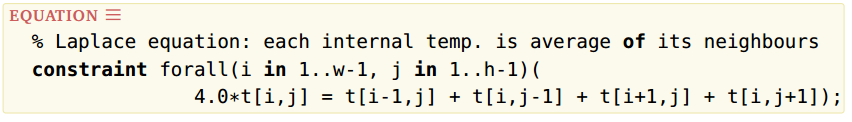 EQUATION ≡
% Laplace equation: each internal temp. is average of its neighbours
constraint forall(i in 1..w-1, j in 1..h-1)(
4.0*t[i,j] = t[i-1,j] + t[i,j-1] + t[i+1,j] + t[i,j+1]);